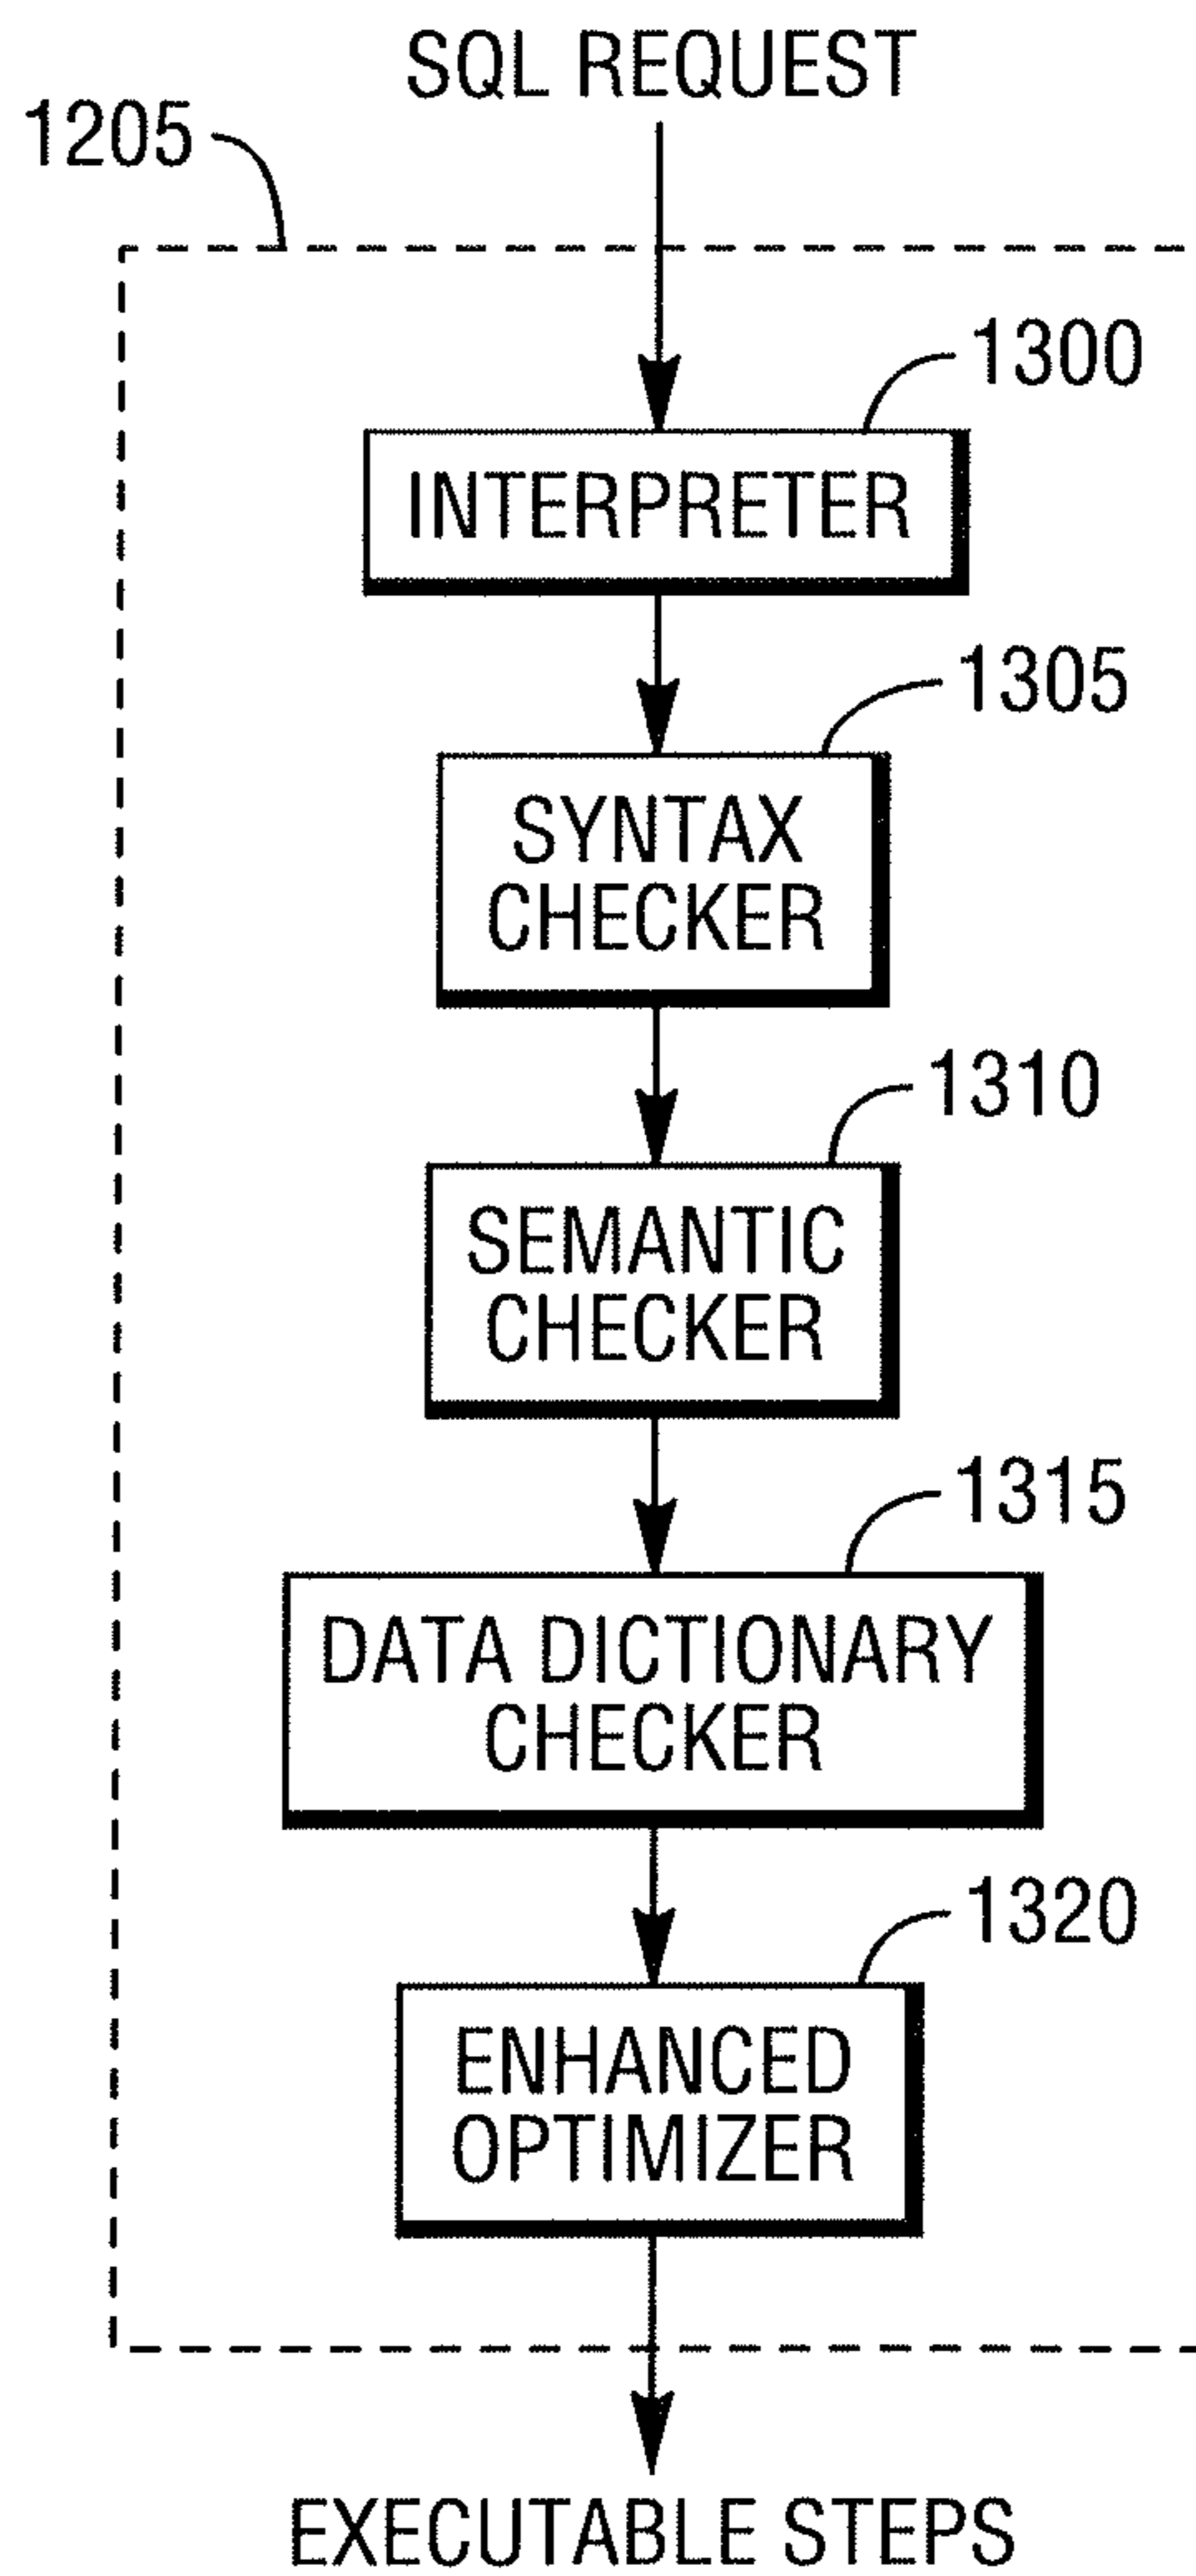 SQL REQUEST
1205
1300
INTERPRETER
1305
SYNTAX
CHECKER
1310
SEMANTIC
CHECKER
1315
DATA DICTIONARY
CHECKER
1320
ENHANCED
OPTIMIZER
EXECUTABLE STEPS